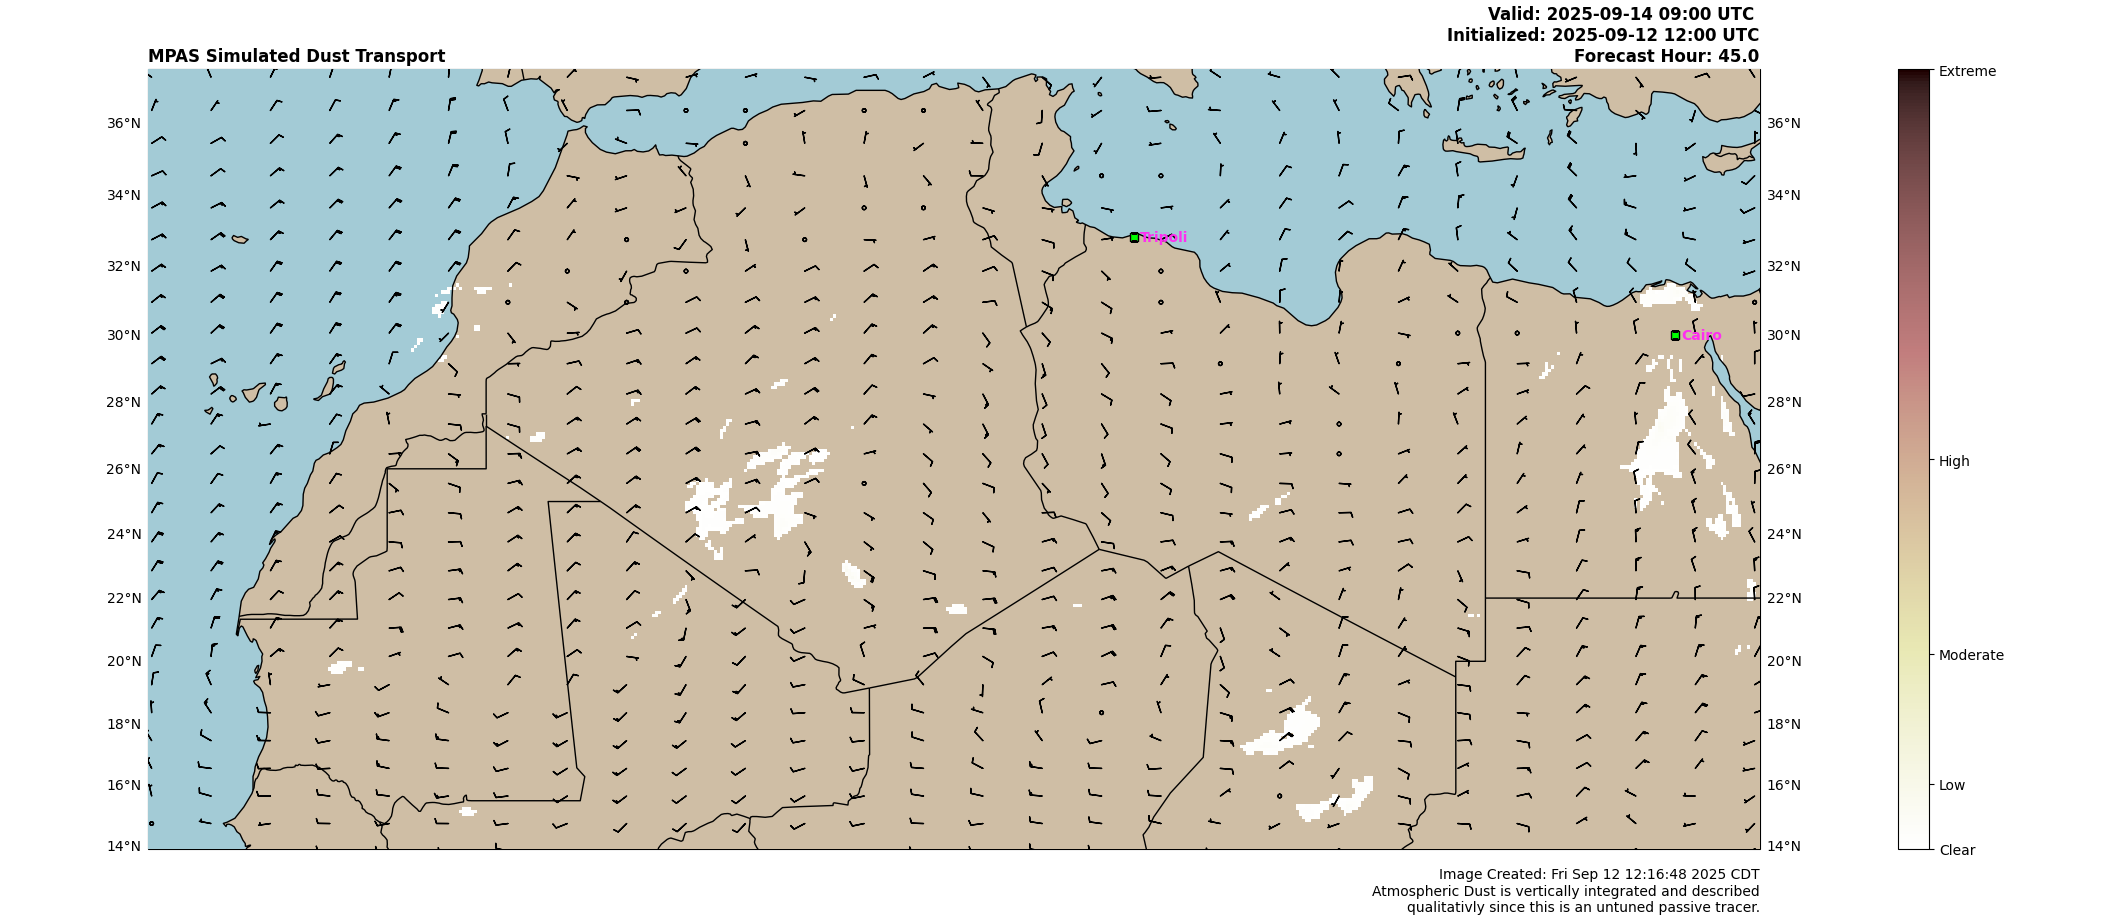 Valid: 2025-09-14 09:00 UTC
Initialized: 2025-09-12 12:00 UTC
MPAS Simulated Dust Transport
Forecast Hour: 45.0
Extreme
36°N
36°N
34°N
34°N
Tripoli
32°N
32°N
30°N
Cairo
30°N
28°N
28°N
26°N
26°N
High
24°N
24°N
22°N
22°N
20°N
20°N
Moderate
18°N
18°N
16°N
16°N
Low
14°N
14°N
Clear
Image Created: Fri Sep 12 12:16:48 2025 CDT
Atmospheric Dust is vertically integrated and described
qualitativly since this is an untuned passive tracer.